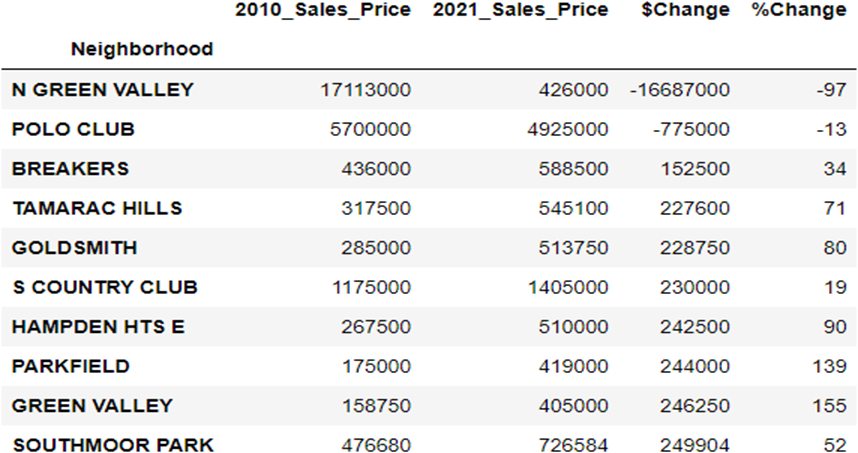 2010_Sales_Price 2021_Sales_Price $Change %Change
Neighborhood
N GREEN VALLEY 17113000 426000 -16687000 -97
POLO CLUB 5700000 4925000 -775000 -13
BREAKERS 436000 588500 152500 34
TAMARAC HILLS 317500 545100 227600 71
GOLDSMITH 285000 513750 228750 80
S COUNTRY CLUB 1175000 1405000 230000 19
HAMPDEN HTS E 267500 510000 242500 90
PARKFIELD 175000 419000 244000 139
GREEN VALLEY 158750 405000 246250 155
SOUTHMOOR PARK 476680 726584 249904 52